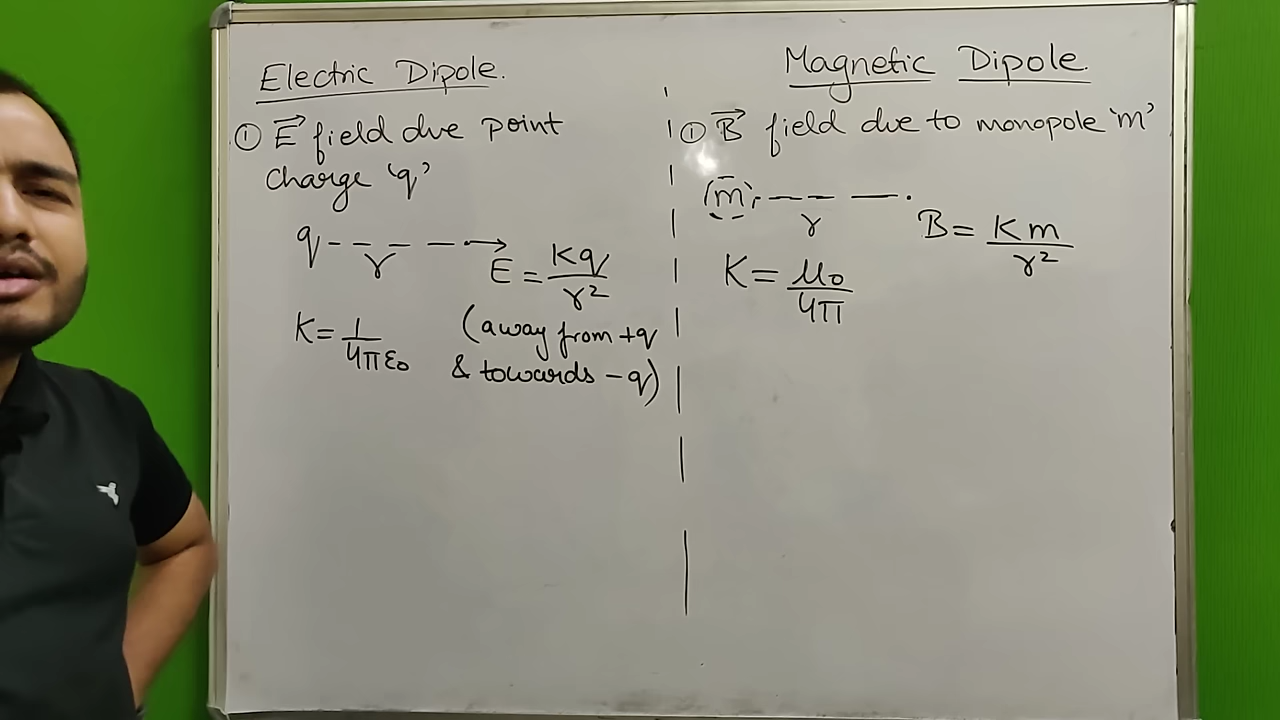 Electric Dipole.
① E⃗ field due point
charge 'q'
q - - - - - →
r
E = Kq/r²
K = 1/4πε₀
(away from +q
& towards -q)
Magnetic Dipole.
① B⃗ field due to monopole 'm'
(m) - - - - .
r
B = Km/r²
K = μ₀/4π